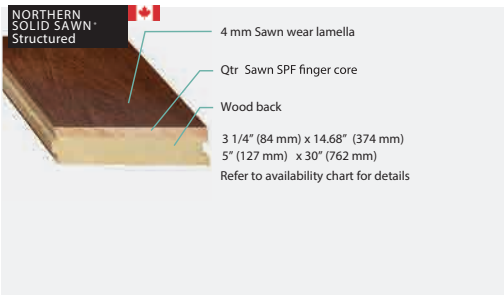 NORTHERN
SOLID SAWN*
Structured
4 mm Sawn wear lamella
Qtr Sawn SPF finger core
Wood back
3 1/4” (84 mm) x 14.68” (374 mm)
5” (127 mm) x 30” (762 mm)
Refer to availability chart for details